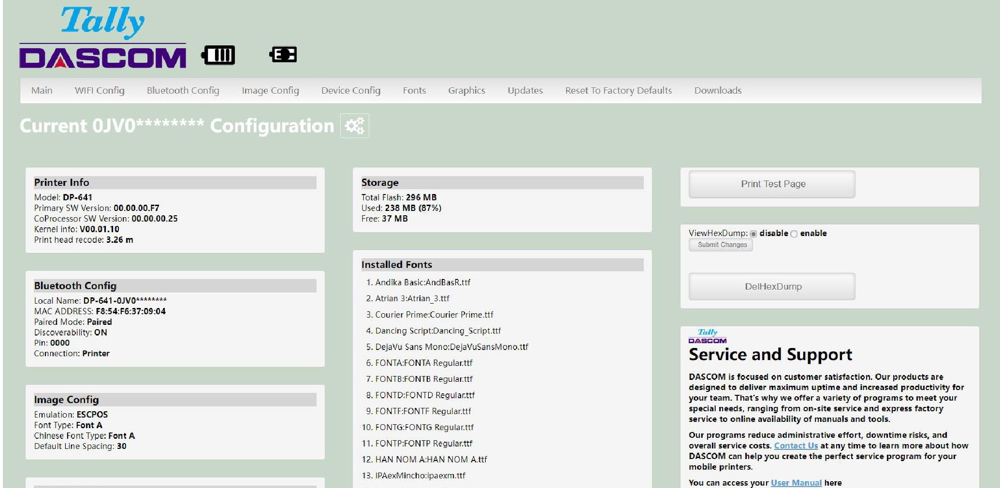 Tally
DASCOM
Main WIFI Config Bluetooth Config Image Config Device Config Fonts Graphics Updates Reset To Factory Defaults Downloads
Current 0JV0******** Configuration
Printer Info
Model: DP-641
Primary SW Version: 00.00.00.F7
CoProcessor SW Version: 00.00.00.25
Kernel info: V00.01.10
Print head recode: 3.26 m
Bluetooth Config
Local Name: DP-641-0JV0********
MAC ADDRESS: F8:54:F6:37:09:04
Paired Mode: Paired
Discoverability: ON
Pin: 0000
Connection: Printer
Image Config
Emulation: ESCPOS
Font Type: Font A
Chinese Font Type: Font A
Default Line Spacing: 30
Storage
Total Flash: 296 MB
Used: 238 MB (87%)
Free: 37 MB
Installed Fonts
1. Andika Basic:AndBasR.ttf
2. Atrian 3:Atrian_3.ttf
3. Courier Prime:Courier Prime.ttf
4. Dancing Script:Dancing_Script.ttf
5. DejaVu Sans Mono:DejaVuSansMono.ttf
6. FONTA:FONTA Regular.ttf
7. FONTB:FONTB Regular.ttf
8. FONTD:FONTD Regular.ttf
9. FONTF:FONTF Regular.ttf
10. FONTG:FONTG Regular.ttf
11. FONTP:FONTP Regular.ttf
12. HAN NOM A:HAN NOM A.ttf
13. IPAexMincho:ipaexm.ttf
Print Test Page
ViewHexDump: disable enable
Submit Changes
DelHexDump
Tally
DASCOM
Service and Support
DASCOM is focused on customer satisfaction. Our products are
designed to deliver maximum uptime and increased productivity for
your team. That's why we offer a variety of programs to meet your
special needs, ranging from on-site service and express factory
service to online availability of manuals and tools.
Our programs reduce administrative effort, downtime risks, and
overall service costs. Contact Us at any time to learn more about how
DASCOM can help you create the perfect service program for your
mobile printers.
You can access your User Manual here